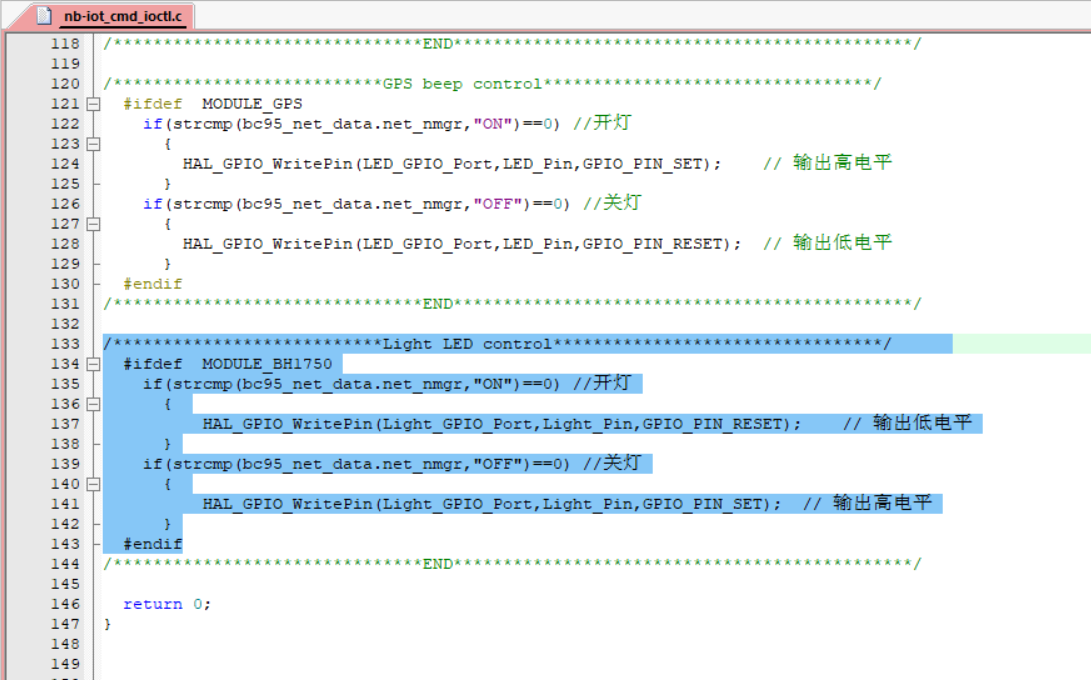 nb-iot_cmd_ioctl.c
118 /*******************************END**********************************************/
119
120 /***************************GPS beep control*********************************/
121 #ifdef  MODULE_GPS
122 if(strcmp(bc95_net_data.net_nmgr,"ON")==0) //开灯
123 {
124 HAL_GPIO_WritePin(LED_GPIO_Port,LED_Pin,GPIO_PIN_SET);    // 输出高电平
125 }
126 if(strcmp(bc95_net_data.net_nmgr,"OFF")==0) //关灯
127 {
128 HAL_GPIO_WritePin(LED_GPIO_Port,LED_Pin,GPIO_PIN_RESET);  // 输出低电平
129 }
130 #endif
131 /*******************************END**********************************************/
132
133 /***************************Light LED control*********************************/
134 #ifdef  MODULE_BH1750
135 if(strcmp(bc95_net_data.net_nmgr,"ON")==0) //开灯
136 {
137 HAL_GPIO_WritePin(Light_GPIO_Port,Light_Pin,GPIO_PIN_RESET);    // 输出低电平
138 }
139 if(strcmp(bc95_net_data.net_nmgr,"OFF")==0) //关灯
140 {
141 HAL_GPIO_WritePin(Light_GPIO_Port,Light_Pin,GPIO_PIN_SET);  // 输出高电平
142 }
143 #endif
144 /*******************************END**********************************************/
145
146 return 0;
147 }
148
149